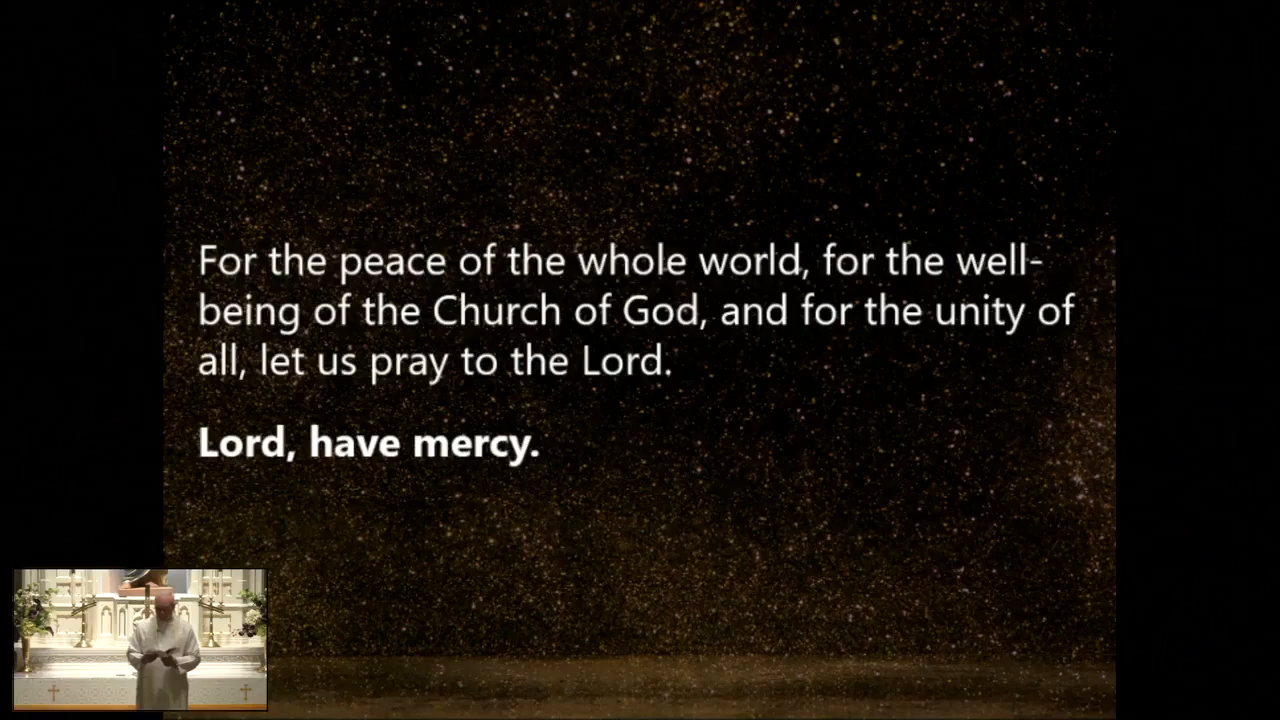 For the peace of the whole world, for the well-
being of the Church of God, and for the unity of
all, let us pray to the Lord.
Lord, have mercy.